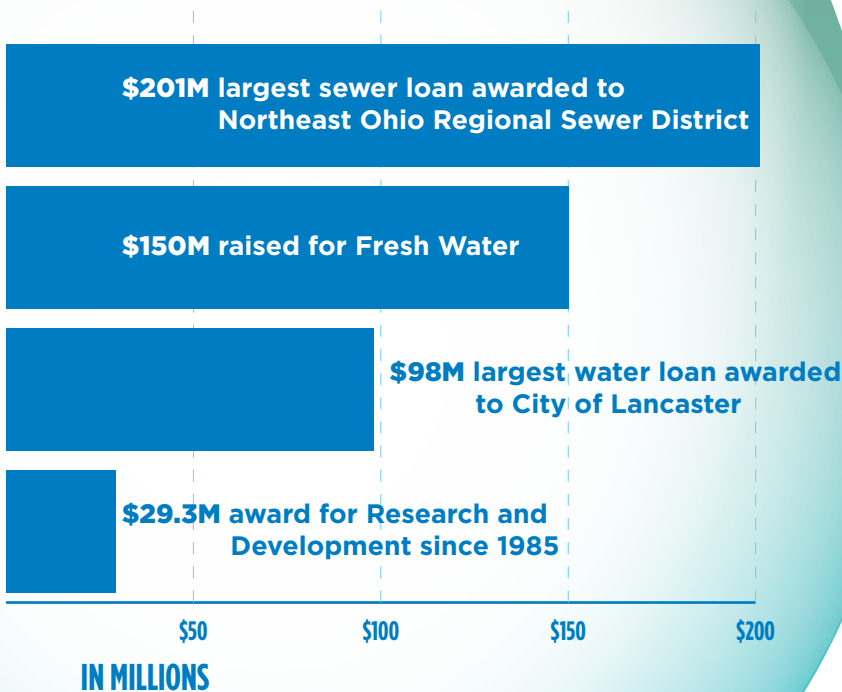 $201M largest sewer loan awarded to
Northeast Ohio Regional Sewer District
$150M raised for Fresh Water
$98M largest water loan awarded
to City of Lancaster
$29.3M award for Research and
Development since 1985
$50 $100 $150 $200
IN MILLIONS